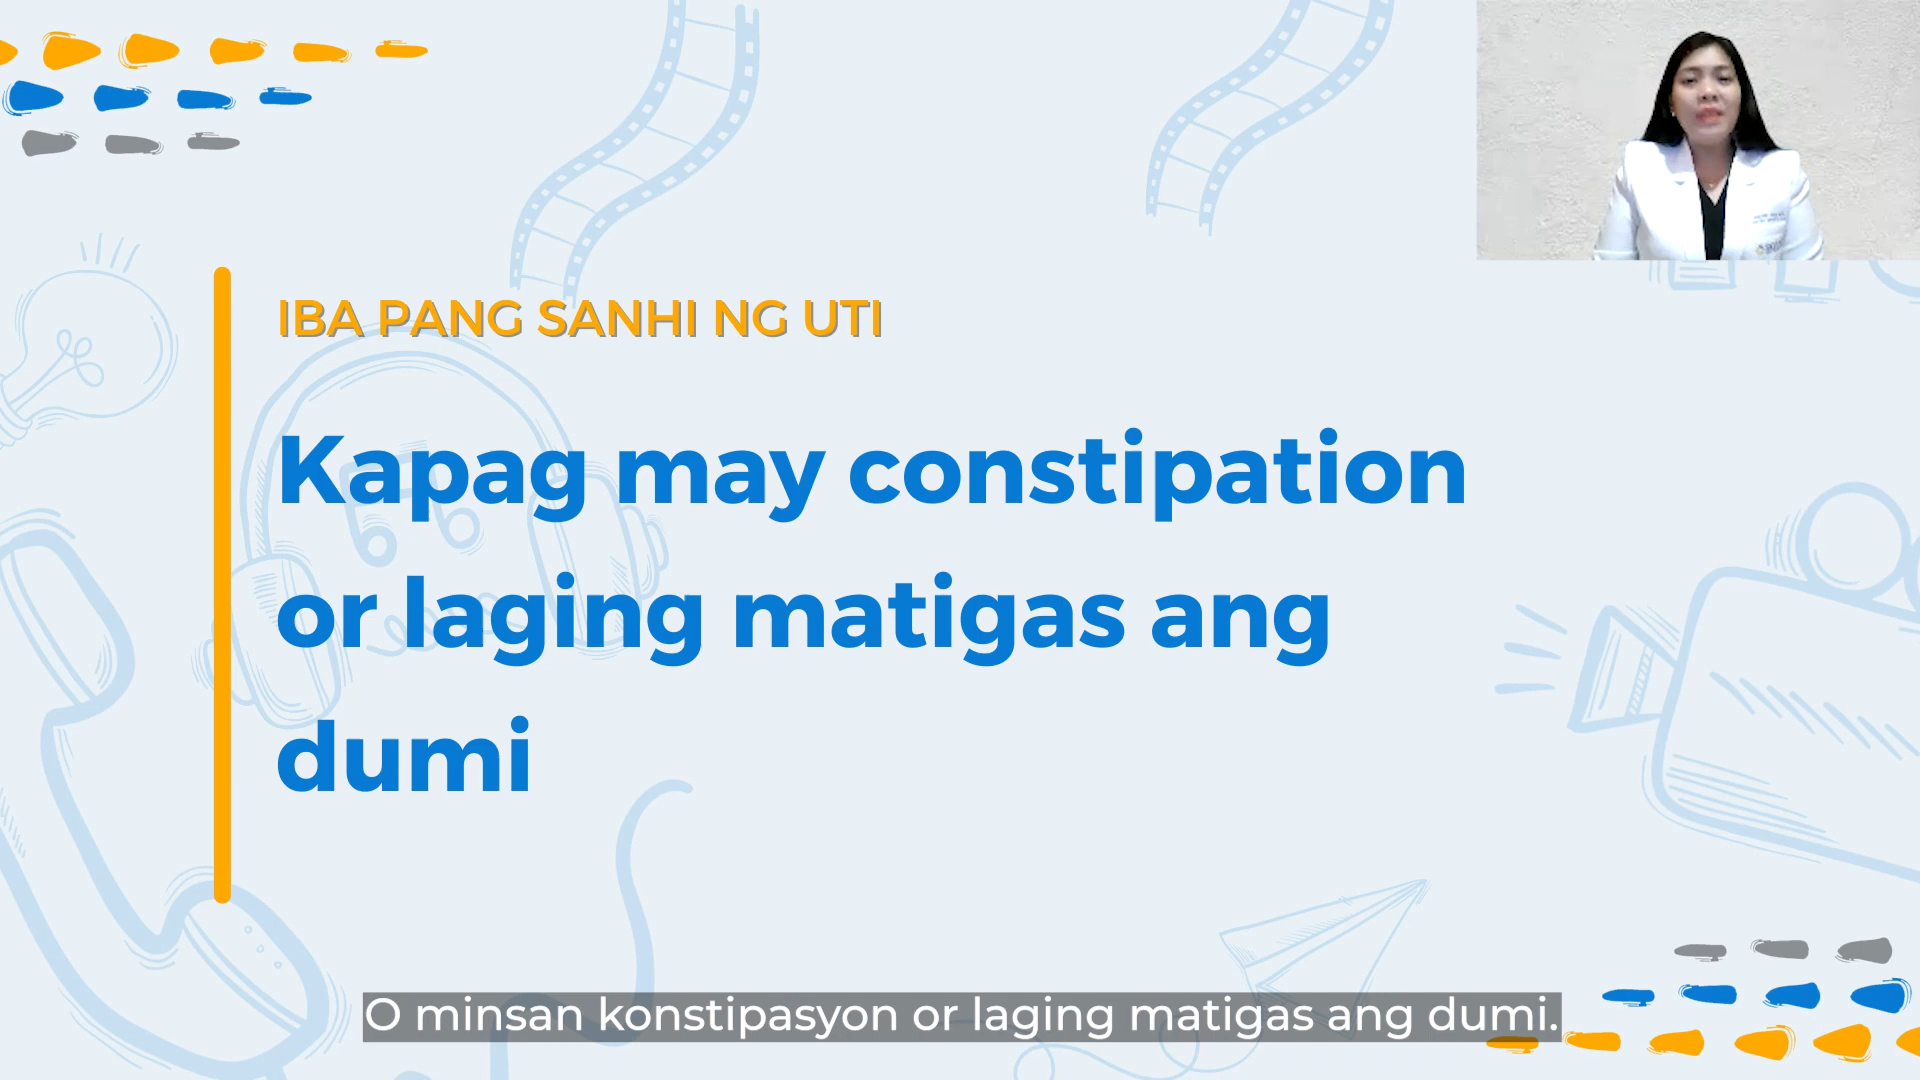 IBA PANG SANHI NG UTI
Kapag may constipation
or laging matigas ang
dumi
O minsan konstipasyon or laging matigas ang dumi.